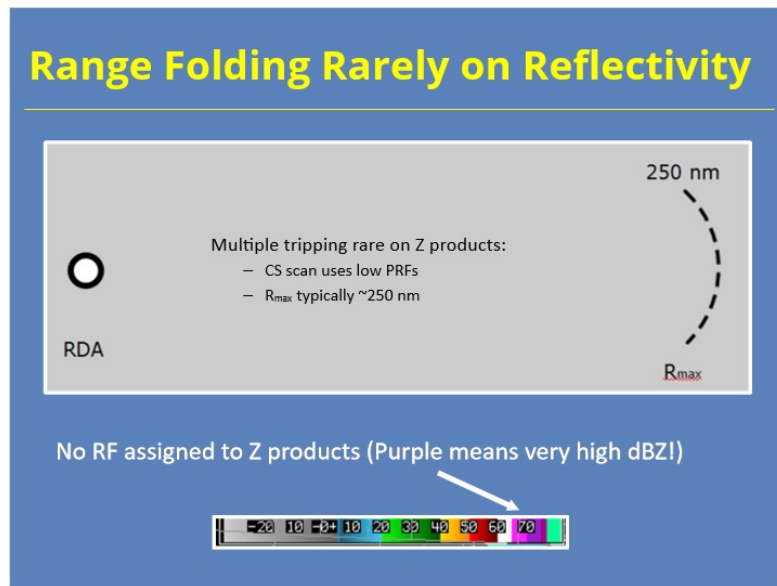 Range Folding Rarely on Reflectivity
250 nm
Multiple tripping rare on Z products:
– CS scan uses low PRFs
– Rmax typically ~250 nm
RDA
Rmax
No RF assigned to Z products (Purple means very high dBZ!)
-20 10 -0+ 10 20 30 40 50 60 70